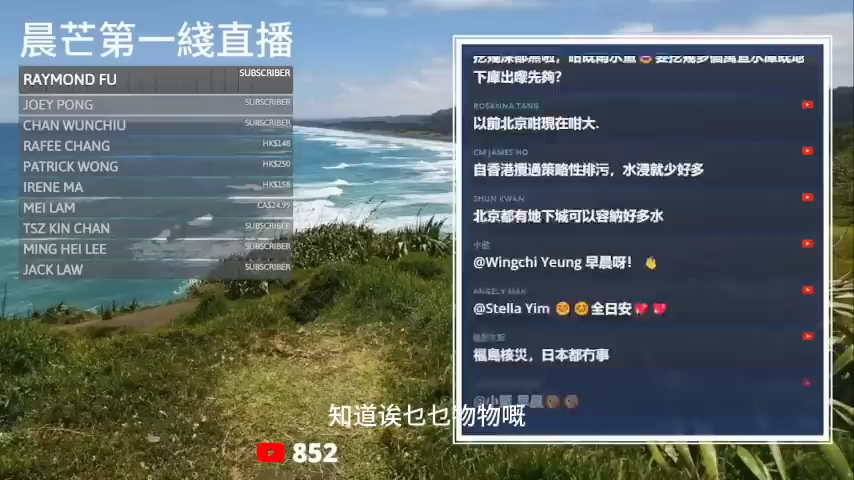 晨芒第一綫直播
RAYMOND FU SUBSCRIBER
JOEY PONG SUBSCRIBER
CHAN WUNCHIU SUBSCRIBER
RAFEE CHANG HK$148
PATRICK WONG HK$250
IRENE MA HK$158
MEI LAM CA$24.99
TSZ KIN CHAN SUBSCRIBER
MING HEI LEE SUBSCRIBER
JACK LAW SUBSCRIBER
下庫出嚟先夠?
ROSANNA TANG
以前北京咁現在咁大.
CM JAMES HO
自香港攪過策略性排污，水浸就少好多
SHUN KWAN
北京都有地下城可以容納好多水
小爸
@Wingchi Yeung 早晨呀! 👏
ANGELY MAK
@Stella Yim 😊 😊 全日安 💘 💘
福島核災，日本都冇事
早晨
知道诶乜乜物物嘅
852